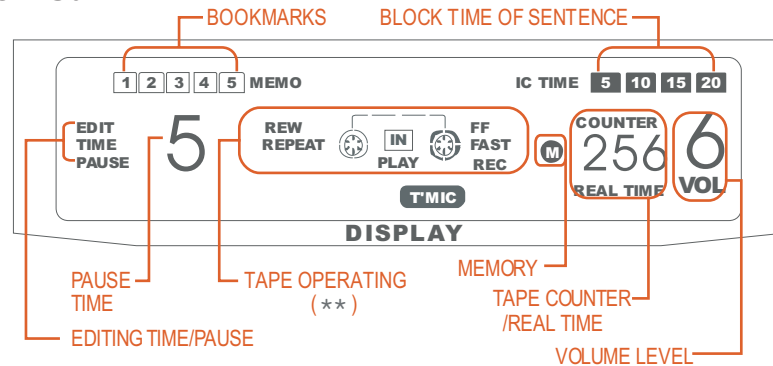 BOOKMARKS BLOCK TIME OF SENTENCE
1 2 3 4 5 MEMO IC TIME 5 10 15 20
EDIT
TIME
PAUSE
5
REW
REPEAT
IN
PLAY
FF
FAST
REC
M
COUNTER
256
REAL TIME
6
VOL
T'MIC
DISPLAY
PAUSE
TIME
TAPE OPERATING
(**)
MEMORY
TAPE COUNTER
/REAL TIME
EDITING TIME/PAUSE
VOLUME LEVEL